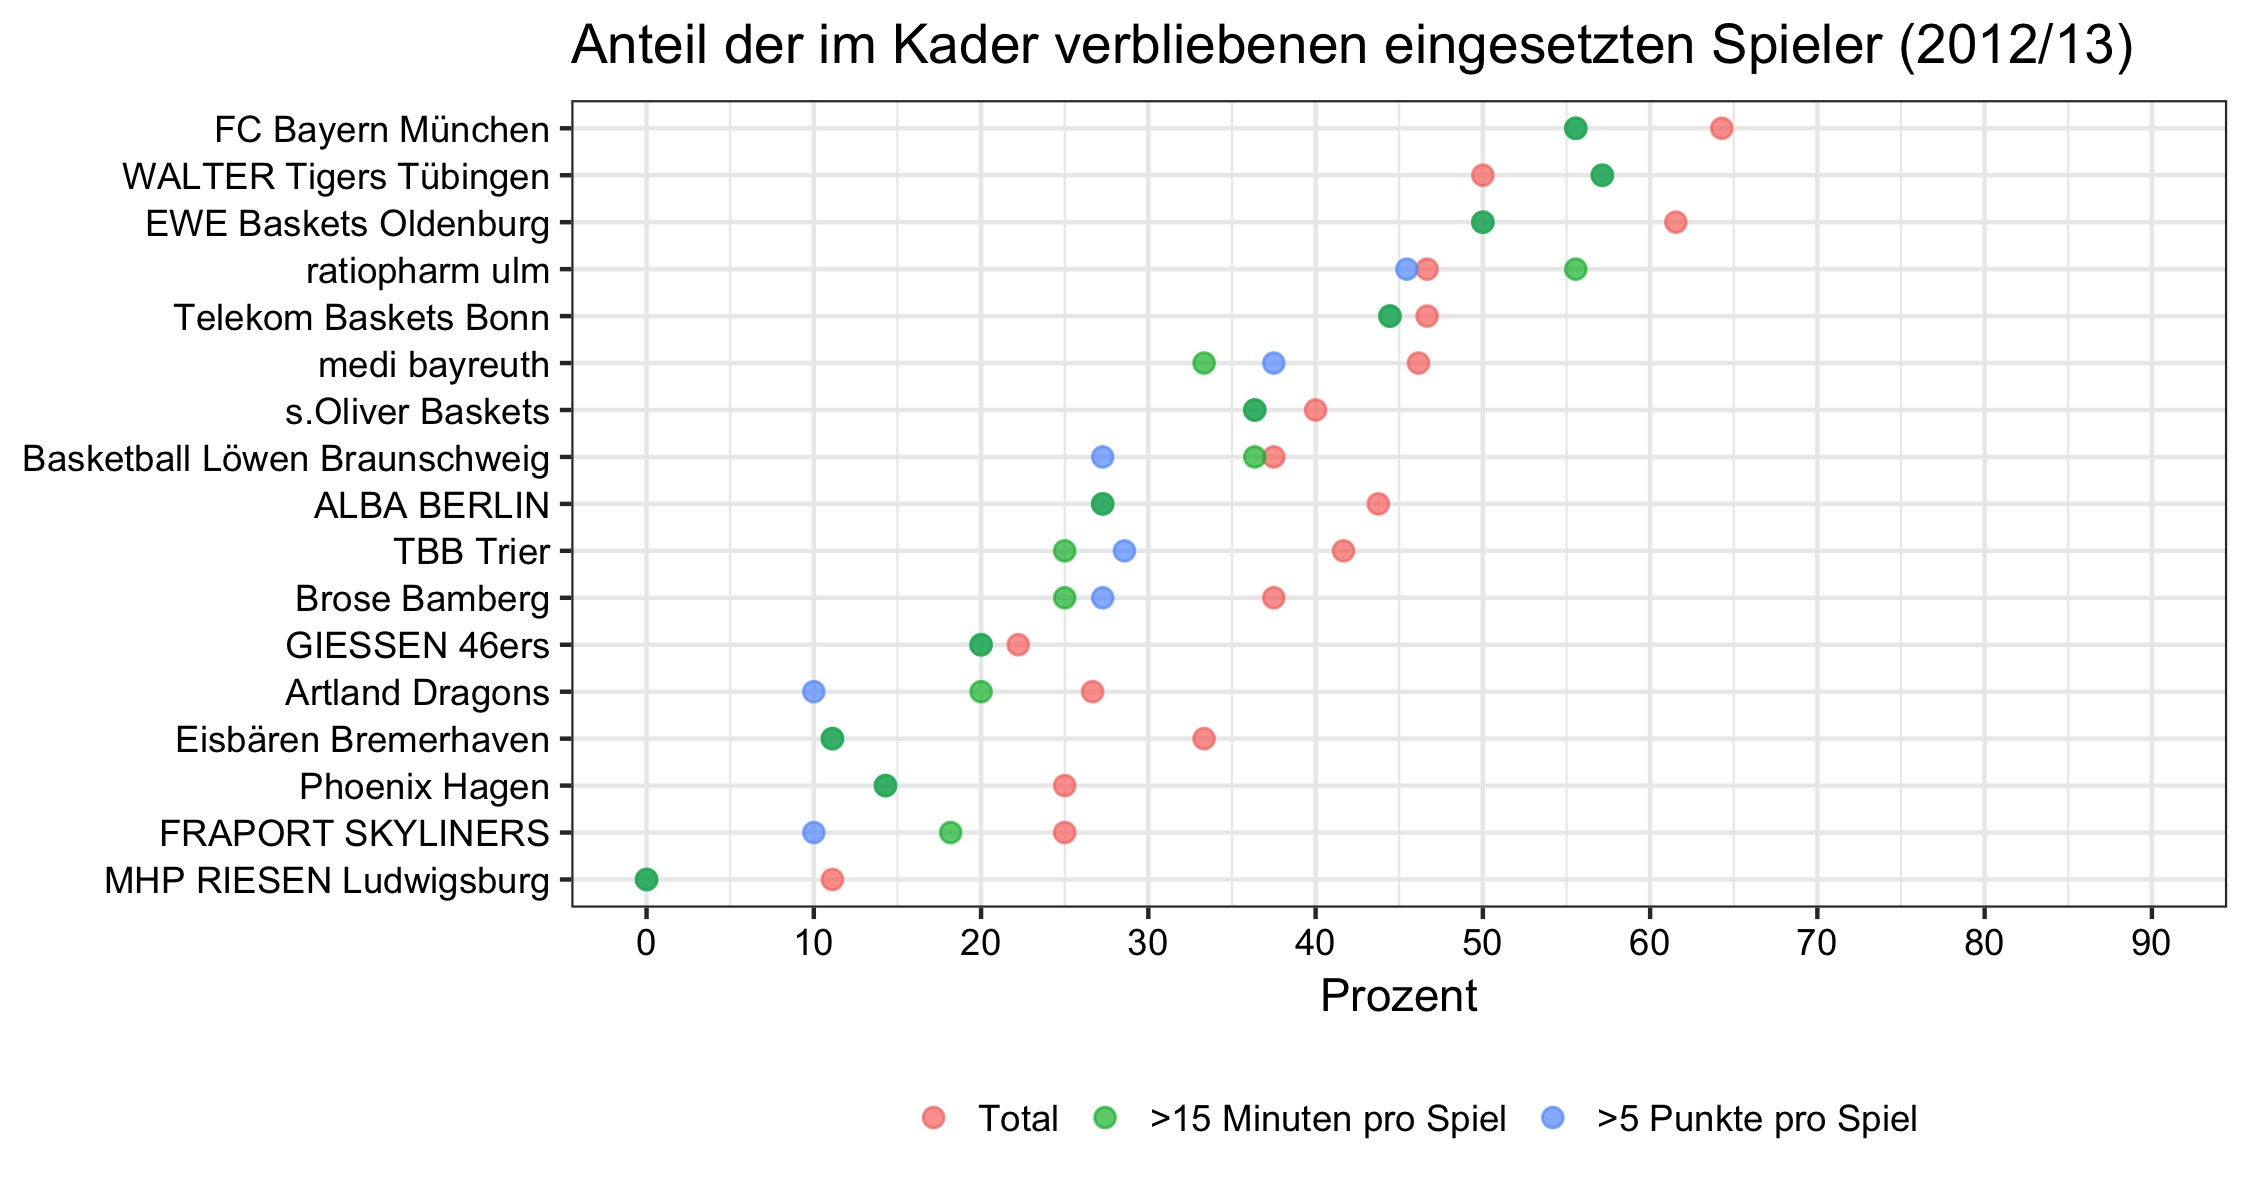 Anteil der im Kader verbliebenen eingesetzten Spieler (2012/13)
FC Bayern München
WALTER Tigers Tübingen
EWE Baskets Oldenburg
ratiopharm ulm
Telekom Baskets Bonn
medi bayreuth
s.Oliver Baskets
Basketball Löwen Braunschweig
ALBA BERLIN
TBB Trier
Brose Bamberg
GIESSEN 46ers
Artland Dragons
Eisbären Bremerhaven
Phoenix Hagen
FRAPORT SKYLINERS
MHP RIESEN Ludwigsburg
0 10 20 30 40 50 60 70 80 90
Prozent
Total >15 Minuten pro Spiel >5 Punkte pro Spiel